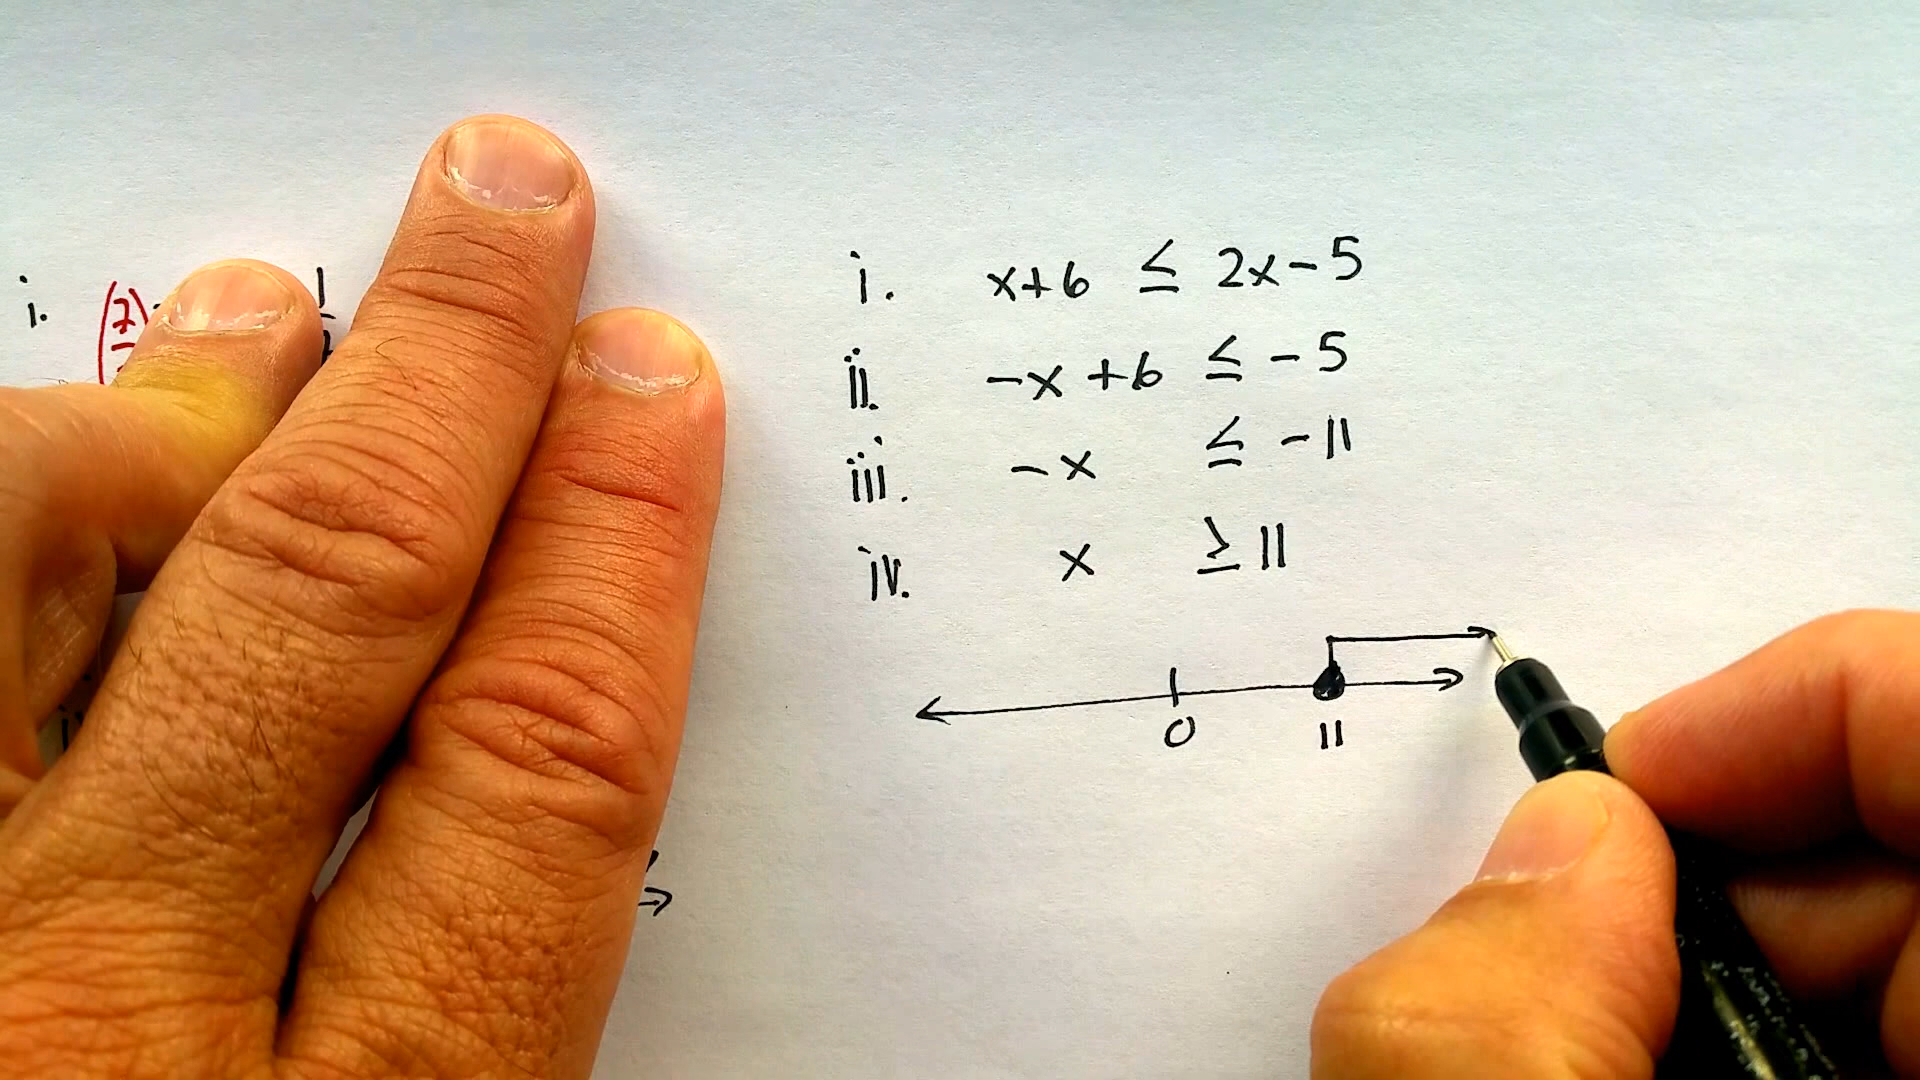 i. x+6 ≤ 2x-5
ii. -x+6 ≤ -5
iii. -x ≤ -11
iv. x ≥ 11
0 11
i.